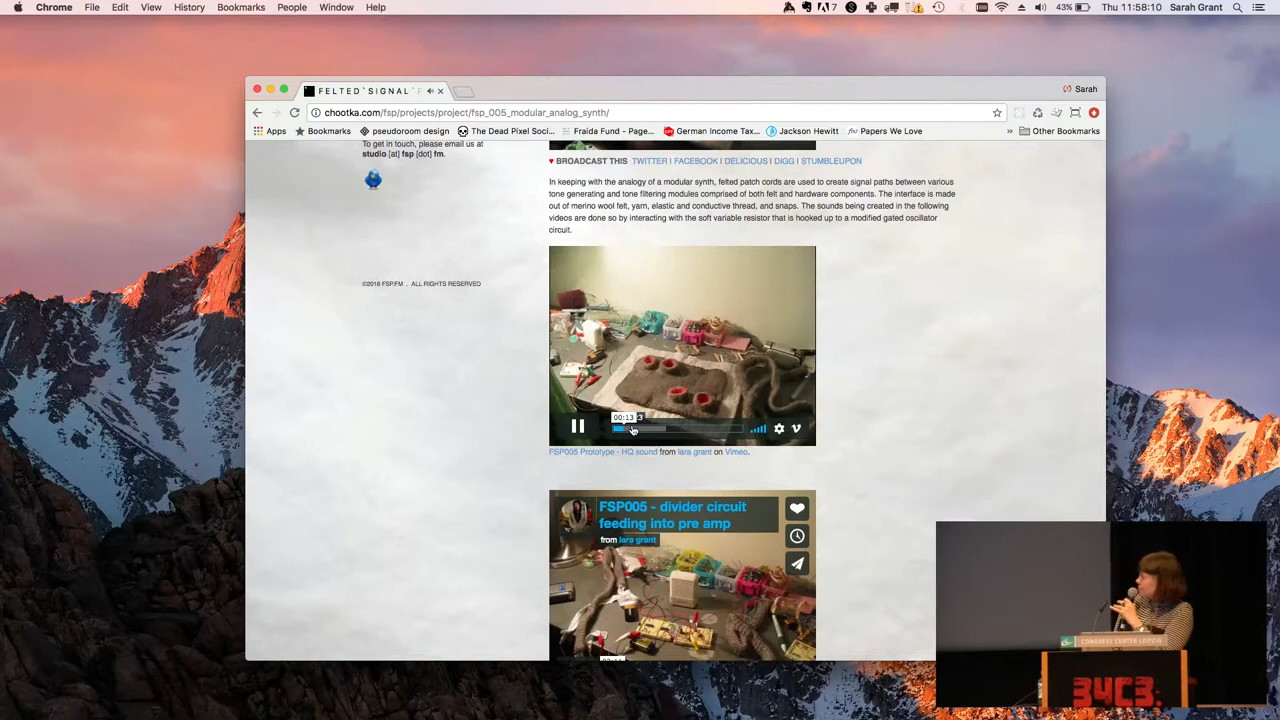 Chrome File Edit View History Bookmarks People Window Help
7 43% Thu 11:58:10 Sarah Grant
FELTED`SIGNAL`
Sarah
chootka.com/fsp/projects/project/fsp_005_modular_analog_synth/
Apps Bookmarks pseudoroom design The Dead Pixel Soci... Fraida Fund - Page... German Income Tax... Jackson Hewitt f(x) Papers We Love » Other Bookmarks
To get in touch, please email us at
studio [at] fsp [dot] fm.
©2016 FSP.FM . ALL RIGHTS RESERVED
♥ BROADCAST THIS TWITTER | FACEBOOK | DELICIOUS | DIGG | STUMBLEUPON
In keeping with the analogy of a modular synth, felted patch cords are used to create signal paths between various
tone generating and tone filtering modules comprised of both felt and hardware components. The interface is made
out of merino wool felt, yarn, elastic and conductive thread, and snaps. The sounds being created in the following
videos are done so by interacting with the soft variable resistor that is hooked up to a modified gated oscillator
circuit.
00:13
FSP005 Prototype - HQ sound from lara grant on Vimeo.
FSP005 - divider circuit
feeding into pre amp
from lara grant
CONGRESS CENTER LEIPZIG
34C3